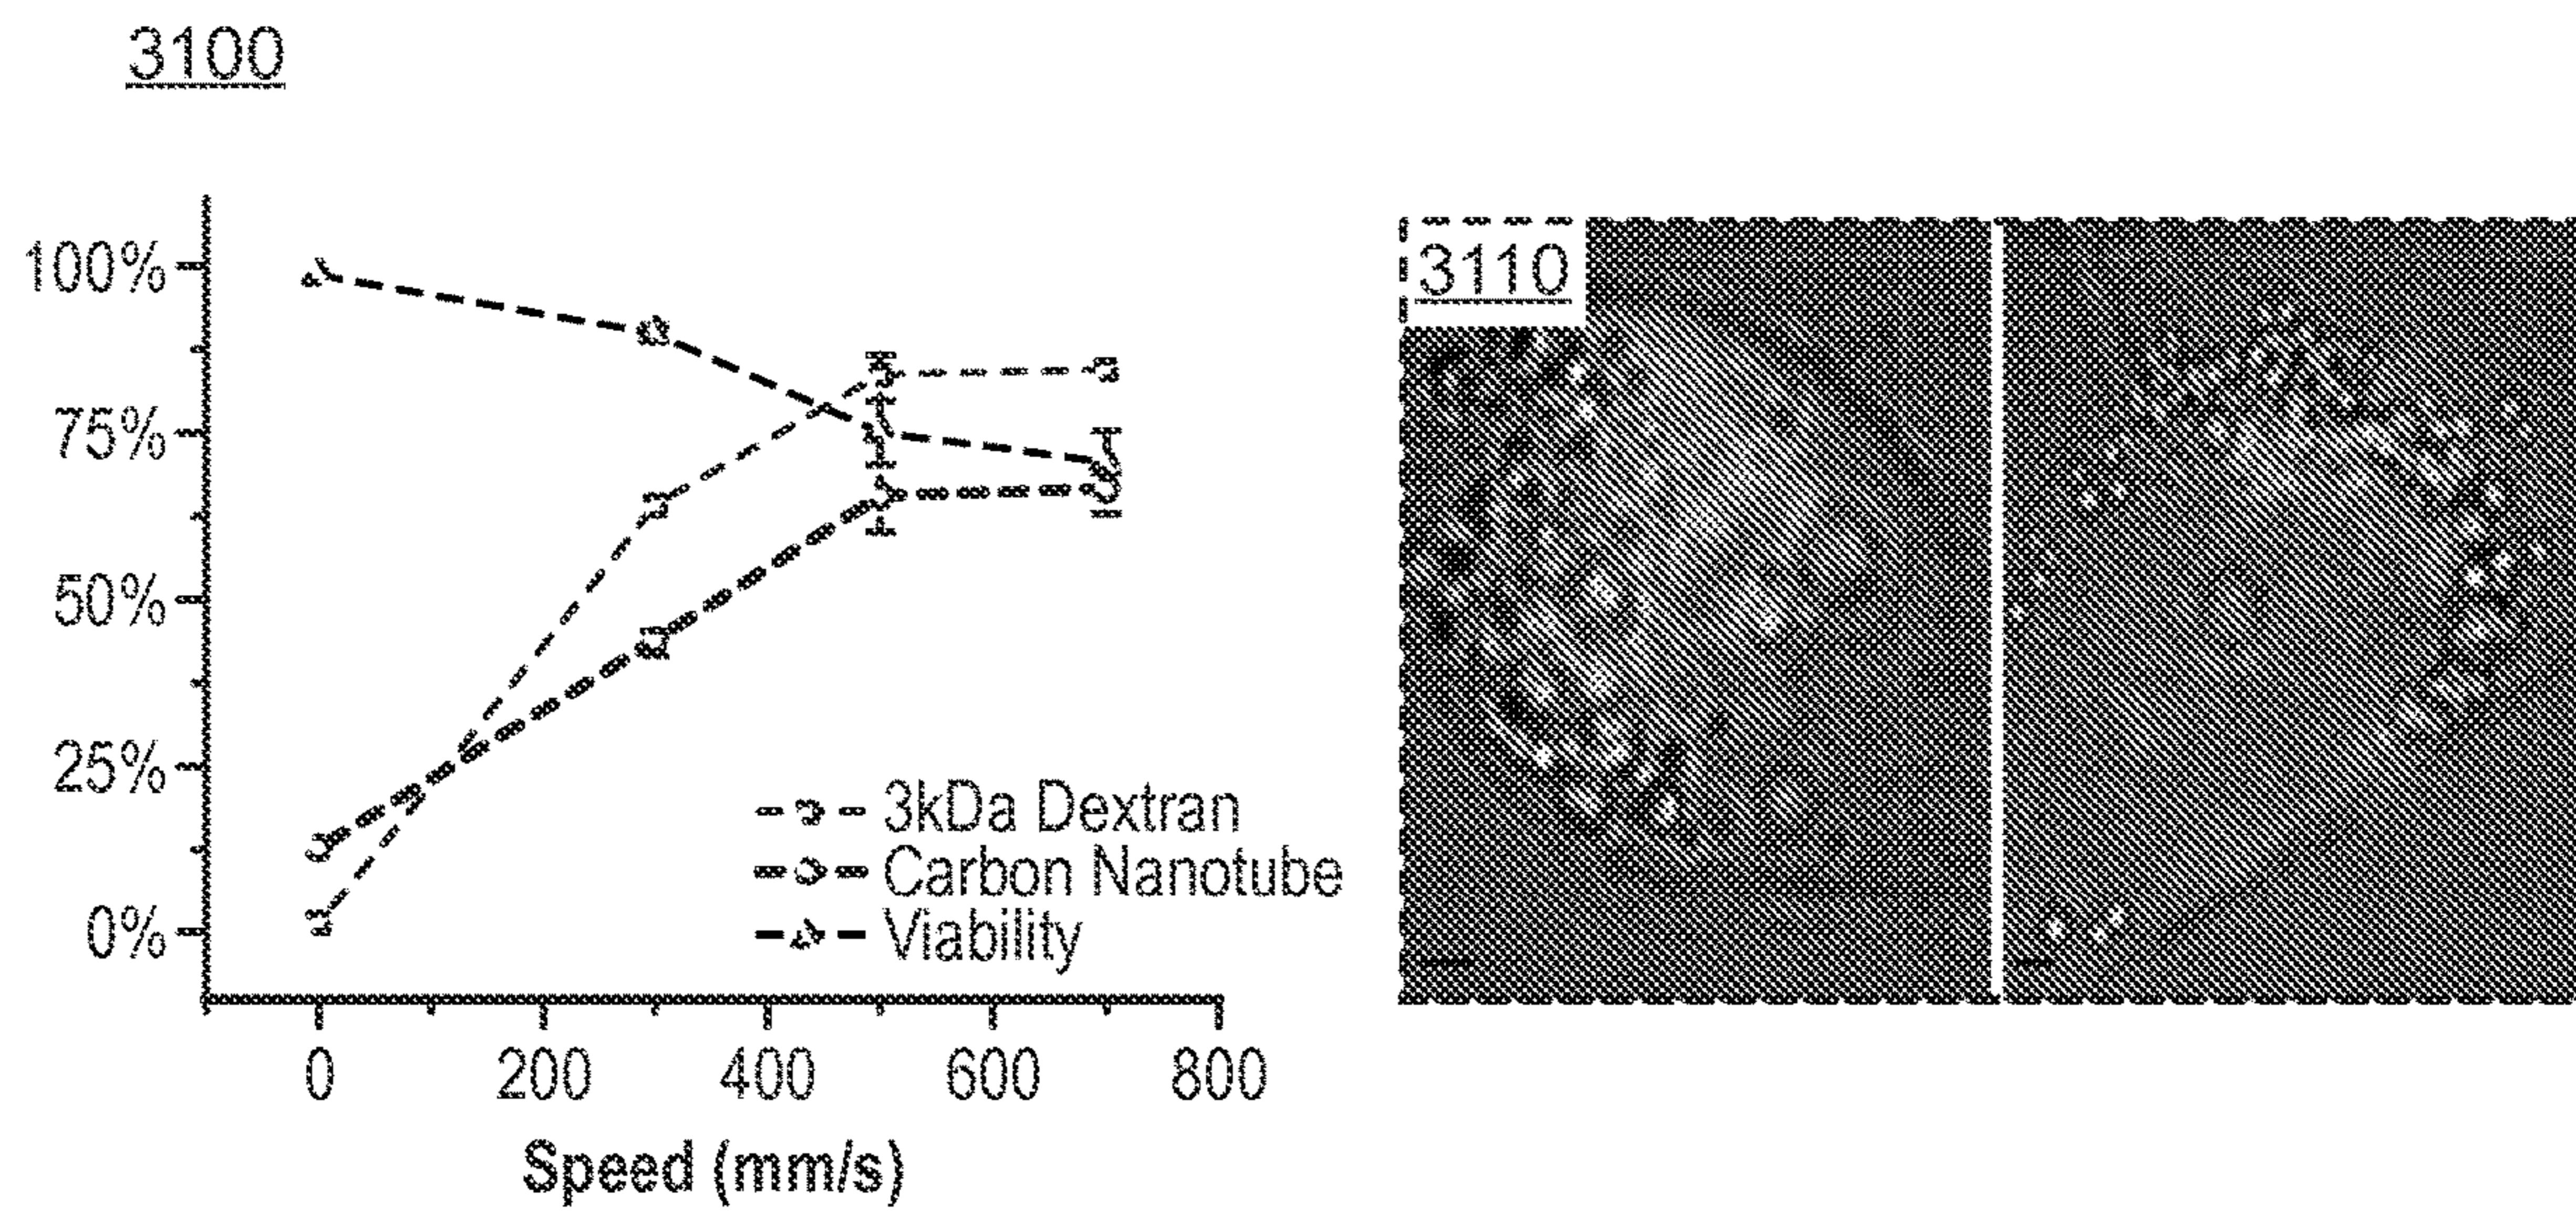 3100
100%
75%
50%
25%
0%
3kDa Dextran
Carbon Nanotube
Viability
0 200 400 600 800
Speed (mm/s)
3110